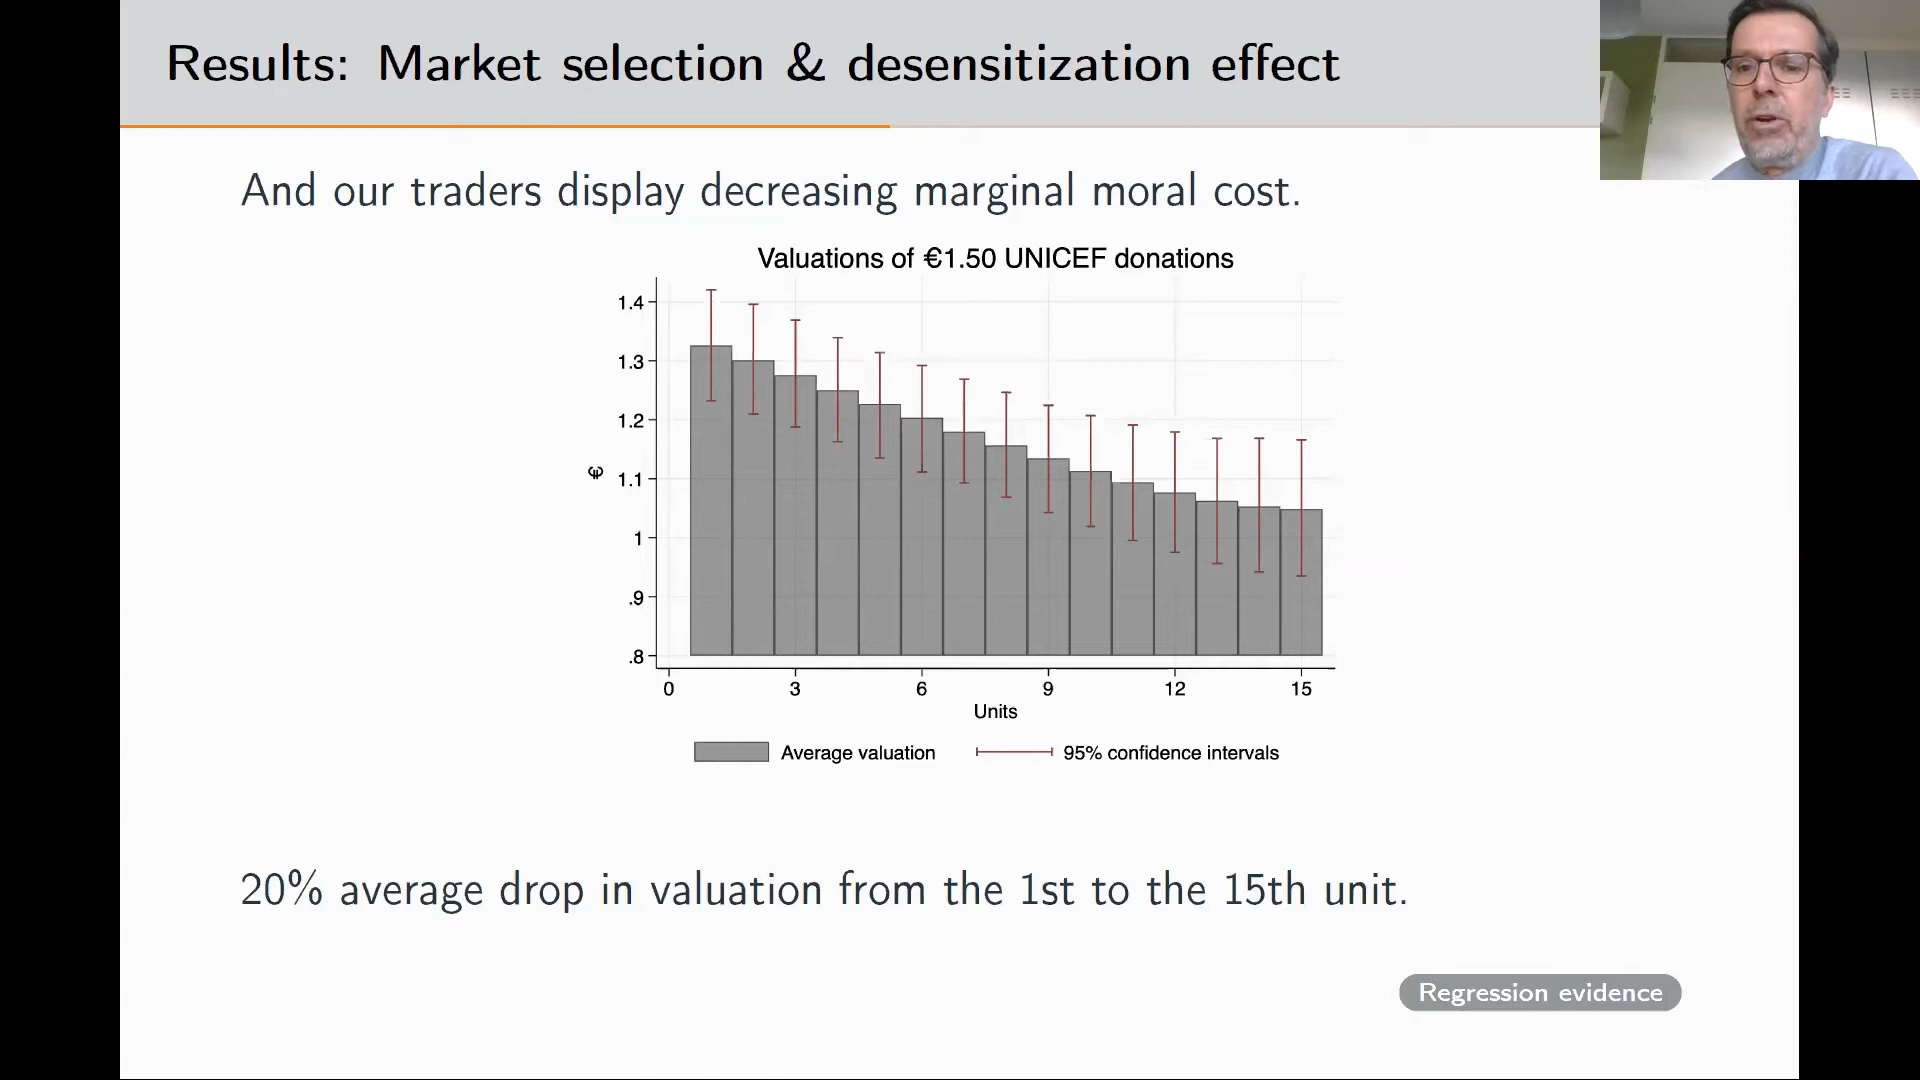 Results: Market selection & desensitization effect
And our traders display decreasing marginal moral cost.
Valuations of €1.50 UNICEF donations
1.4
1.3
1.2
1.1
1
.9
.8
€
0 3 6 9 12 15
Units
Average valuation 95% confidence intervals
20% average drop in valuation from the 1st to the 15th unit.
Regression evidence